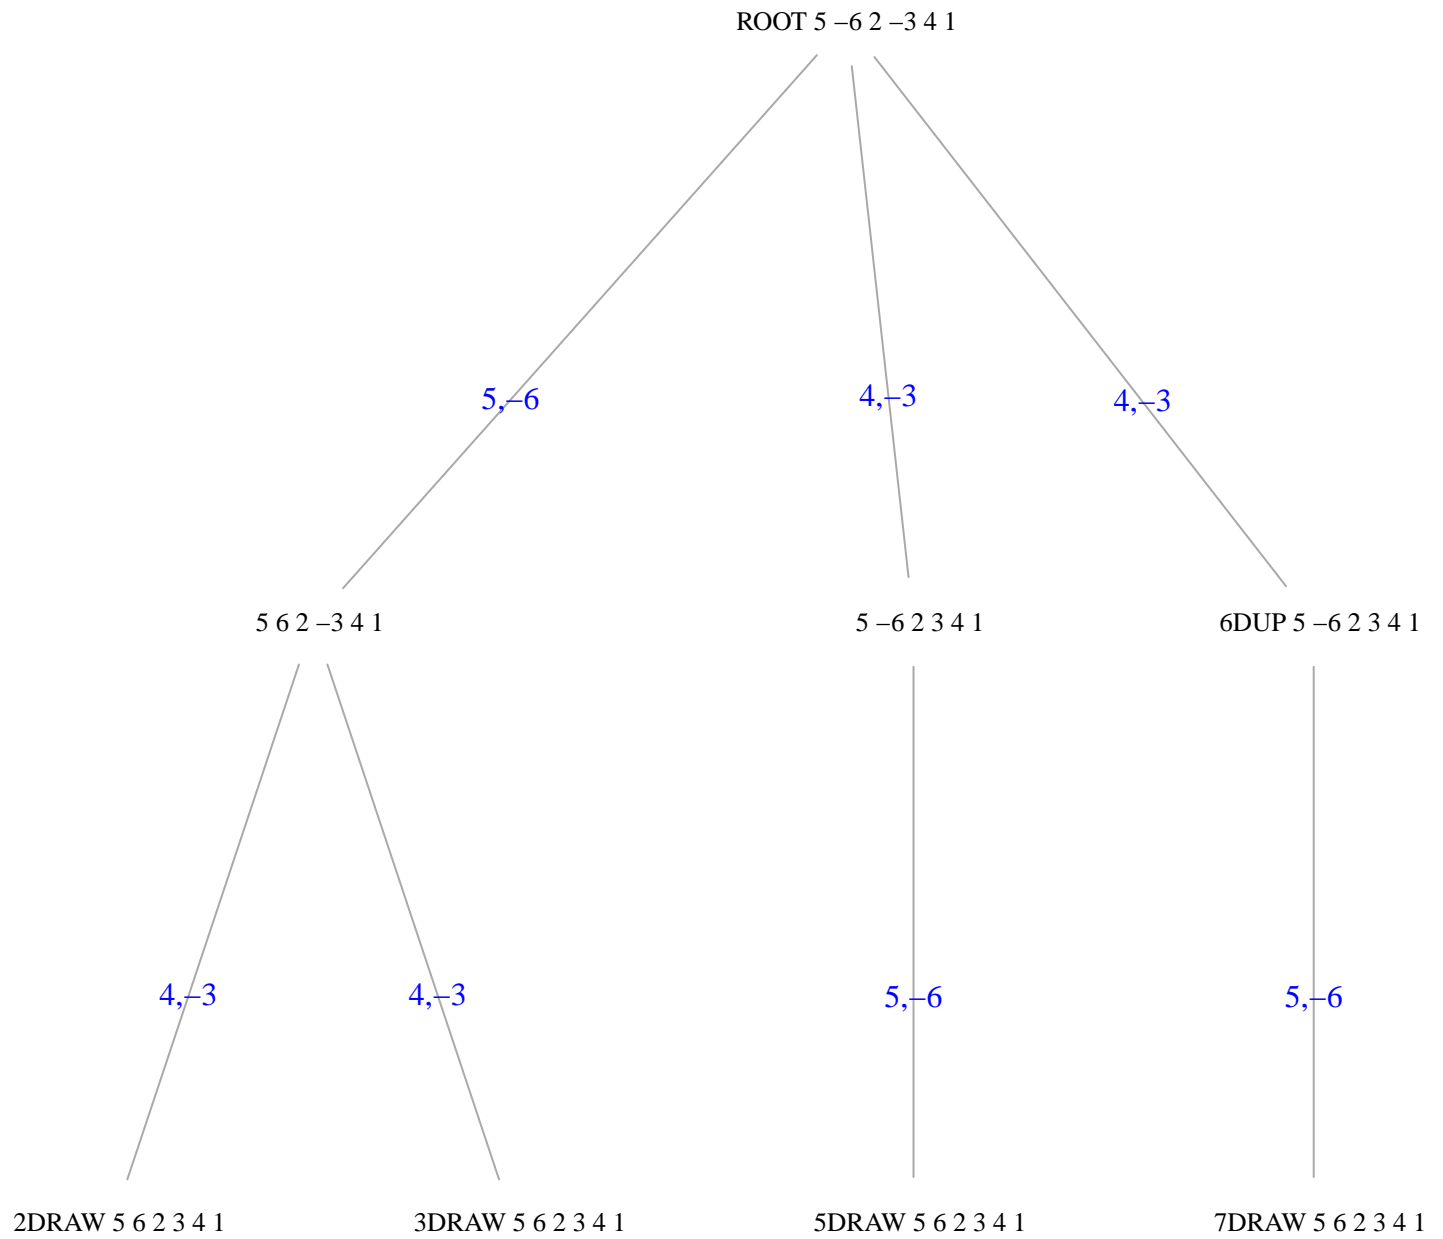 ROOT 5 –6 2 –3 4 1
5,–6
4,–3
4,–3
5 6 2 –3 4 1
5 –6 2 3 4 1
6DUP 5 –6 2 3 4 1
4,–3
4,–3
5,–6
5,–6
2DRAW 5 6 2 3 4 1
3DRAW 5 6 2 3 4 1
5DRAW 5 6 2 3 4 1
7DRAW 5 6 2 3 4 1